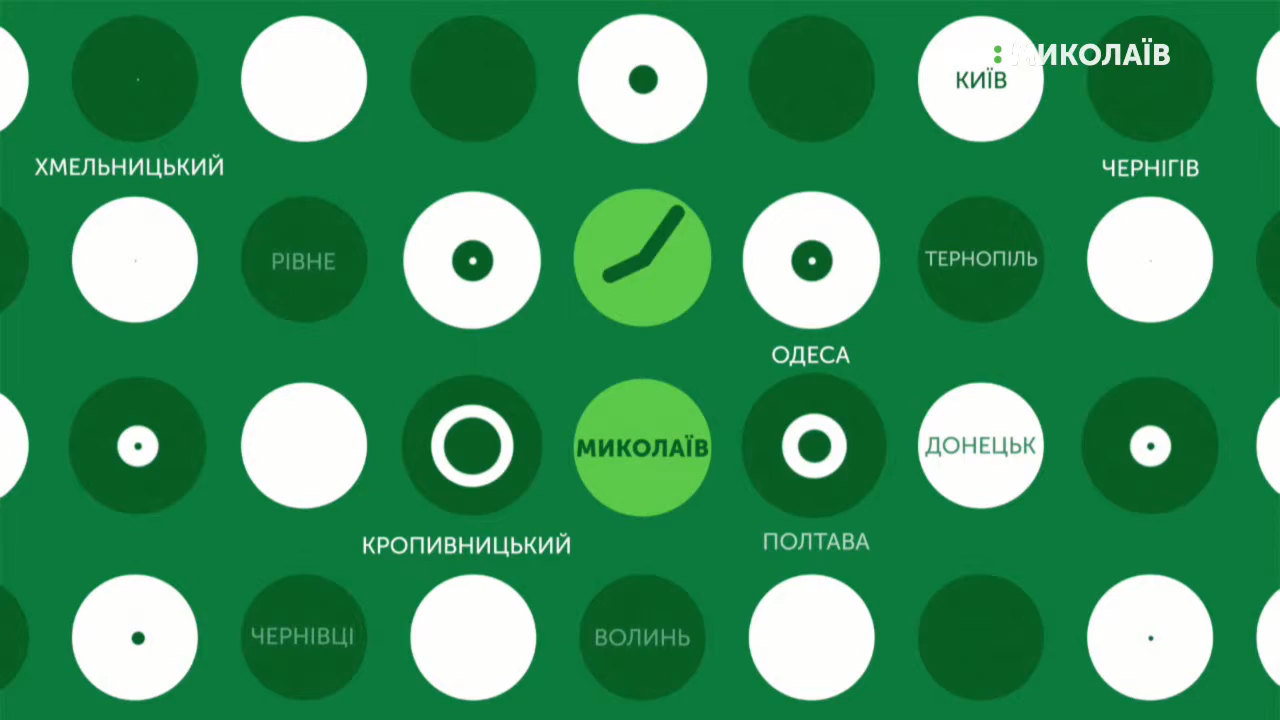 МИКОЛАЇВ
КИЇВ
ХМЕЛЬНИЦЬКИЙ
ЧЕРНІГІВ
РІВНЕ
ТЕРНОПІЛЬ
ОДЕСА
МИКОЛАЇВ
ДОНЕЦЬК
КРОПИВНИЦЬКИЙ
ПОЛТАВА
ЧЕРНІВЦІ
ВОЛИНЬ